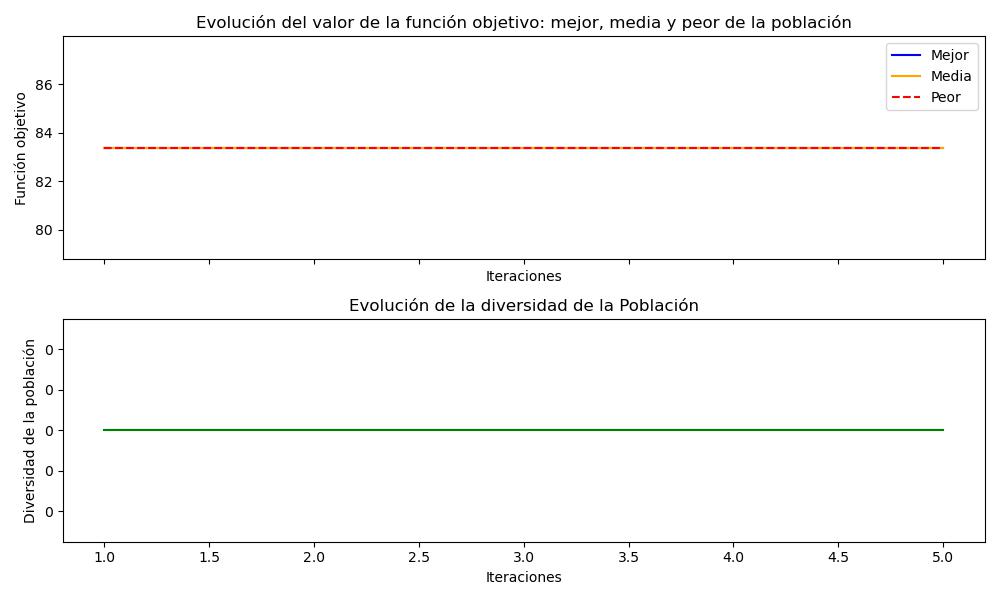 Evolución del valor de la función objetivo: mejor, media y peor de la población
Función objetivo
86
84
82
80
Mejor
Media
Peor
Iteraciones
Evolución de la diversidad de la Población
Diversidad de la población
0
0
0
0
0
1.0 1.5 2.0 2.5 3.0 3.5 4.0 4.5 5.0
Iteraciones